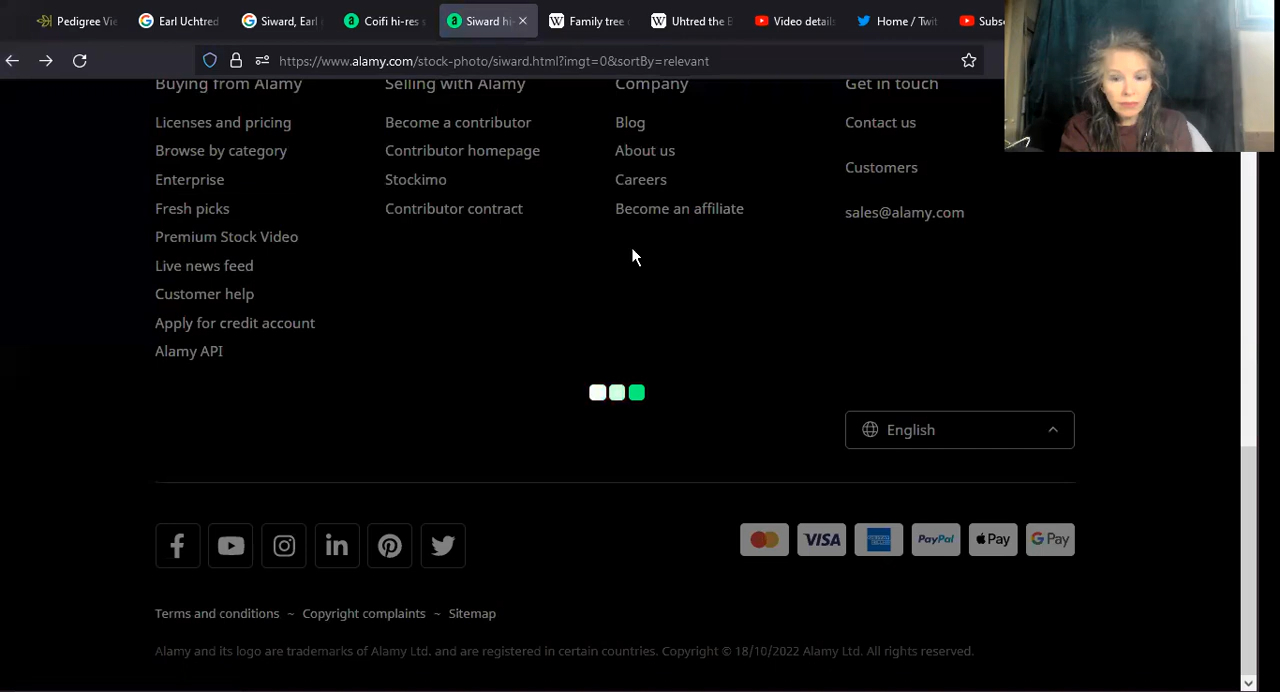 Pedigree Vi
Earl Uchtred
Siward, Earl
Coifi hi-res s
Siward hi-
Family tree
Uhtred the B
Video details
Home / Twit
Subsc
https://www.alamy.com/stock-photo/siward.html?imgt=0&sortBy=relevant
Buying from Alamy
Selling with Alamy
Company
Get in touch
Licenses and pricing
Become a contributor
Blog
Contact us
Browse by category
Contributor homepage
About us
Customers
Enterprise
Stockimo
Careers
Fresh picks
Contributor contract
Become an affiliate
sales@alamy.com
Premium Stock Video
Live news feed
Customer help
Apply for credit account
Alamy API
English
VISA
PayPal
Pay
G Pay
Terms and conditions ~ Copyright complaints ~ Sitemap
Alamy and its logo are trademarks of Alamy Ltd. and are registered in certain countries. Copyright © 18/10/2022 Alamy Ltd. All rights reserved.